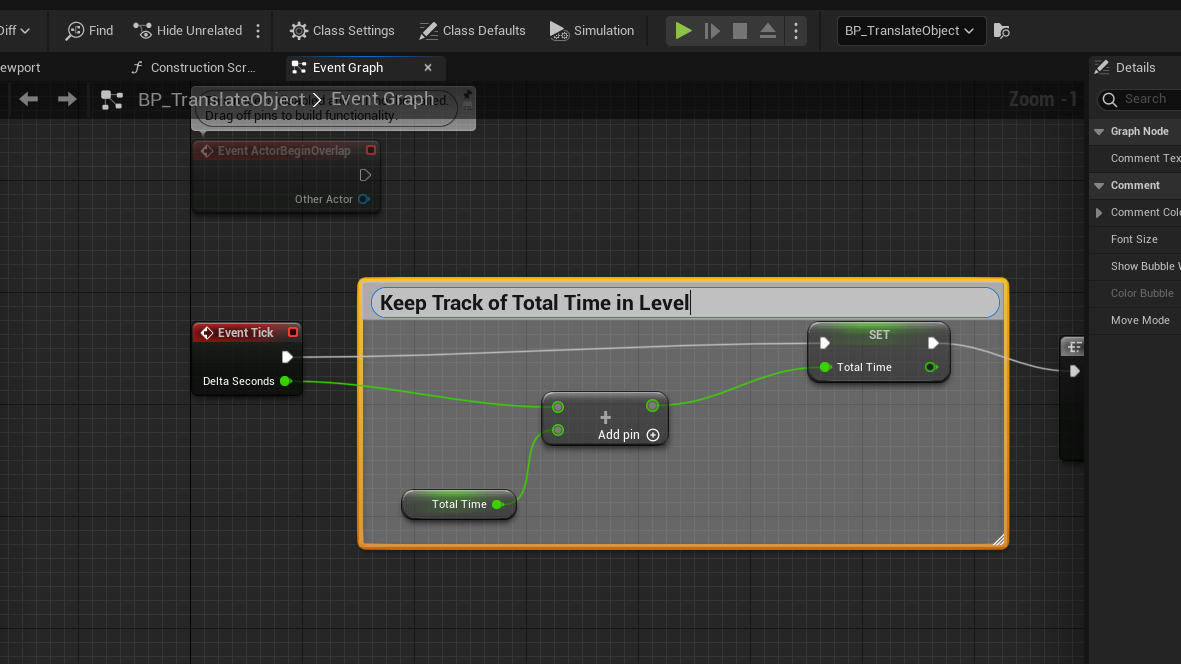 Diff
Find
Hide Unrelated
Class Settings
Class Defaults
Simulation
BP_TranslateObject
ewport
Construction Scr...
Event Graph
Details
BP_TranslateObject > Event Graph
Zoom -1
Search
Drag off pins to build functionality.
Graph Node
Event ActorBeginOverlap
Comment Tex
Other Actor
Comment
Comment Colo
Font Size
Show Bubble W
Color Bubble
Move Mode
Keep Track of Total Time in Level
Event Tick
Delta Seconds
SET
Total Time
+
Add pin
Total Time